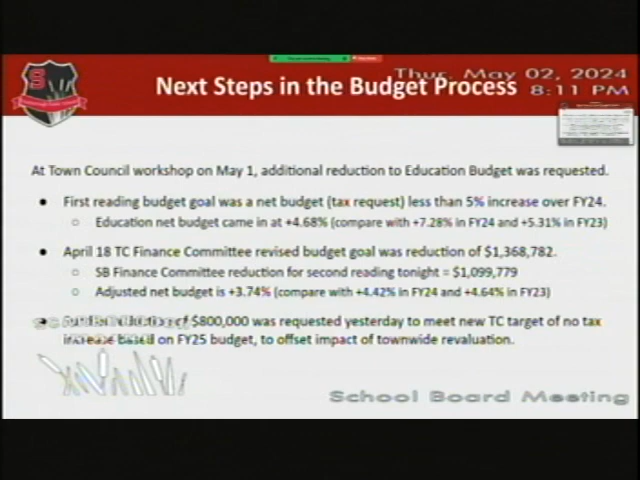 Thur, May 02, 2024
Next Steps in the Budget Process
8:11 PM
S
At Town Council workshop on May 1, additional reduction to Education Budget was requested.
• First reading budget goal was a net budget (tax request) less than 5% increase over FY24.
○ Education net budget came in at +4.68% (compare with +7.28% in FY24 and +5.31% in FY23)
• April 18 TC Finance Committee revised budget goal was reduction of $1,368,782.
○ SB Finance Committee reduction for second reading tonight = $1,099,779
○ Adjusted net budget is +3.74% (compare with +4.42% in FY24 and +4.64% in FY23)
• of $800,000 was requested yesterday to meet new TC target of no tax
increase based on FY25 budget, to offset impact of townwide revaluation.
School Board Meeting